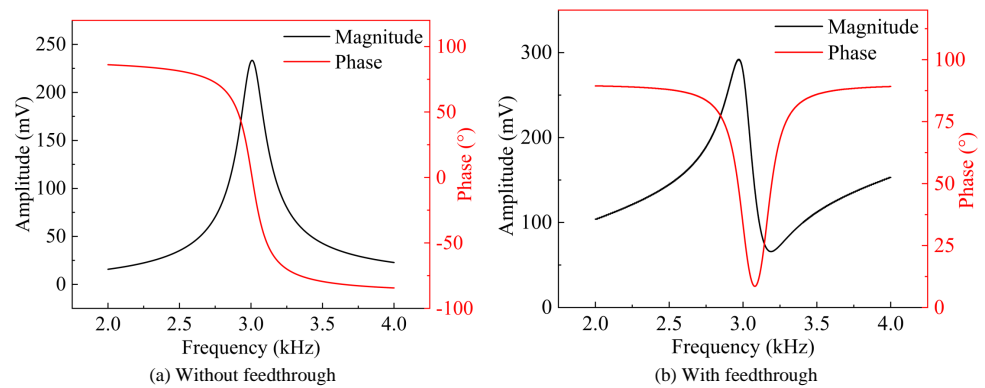 Magnitude
Phase
250
200
150
100
50
0
100
50
0
-50
-100
Amplitude (mV)
Phase (°)
2.0 2.5 3.0 3.5 4.0
Frequency (kHz)
(a) Without feedthrough
Magnitude
Phase
300
200
100
0
100
75
50
25
0
Amplitude (mV)
Phase (°)
2.0 2.5 3.0 3.5 4.0
Frequency (kHz)
(b) With feedthrough